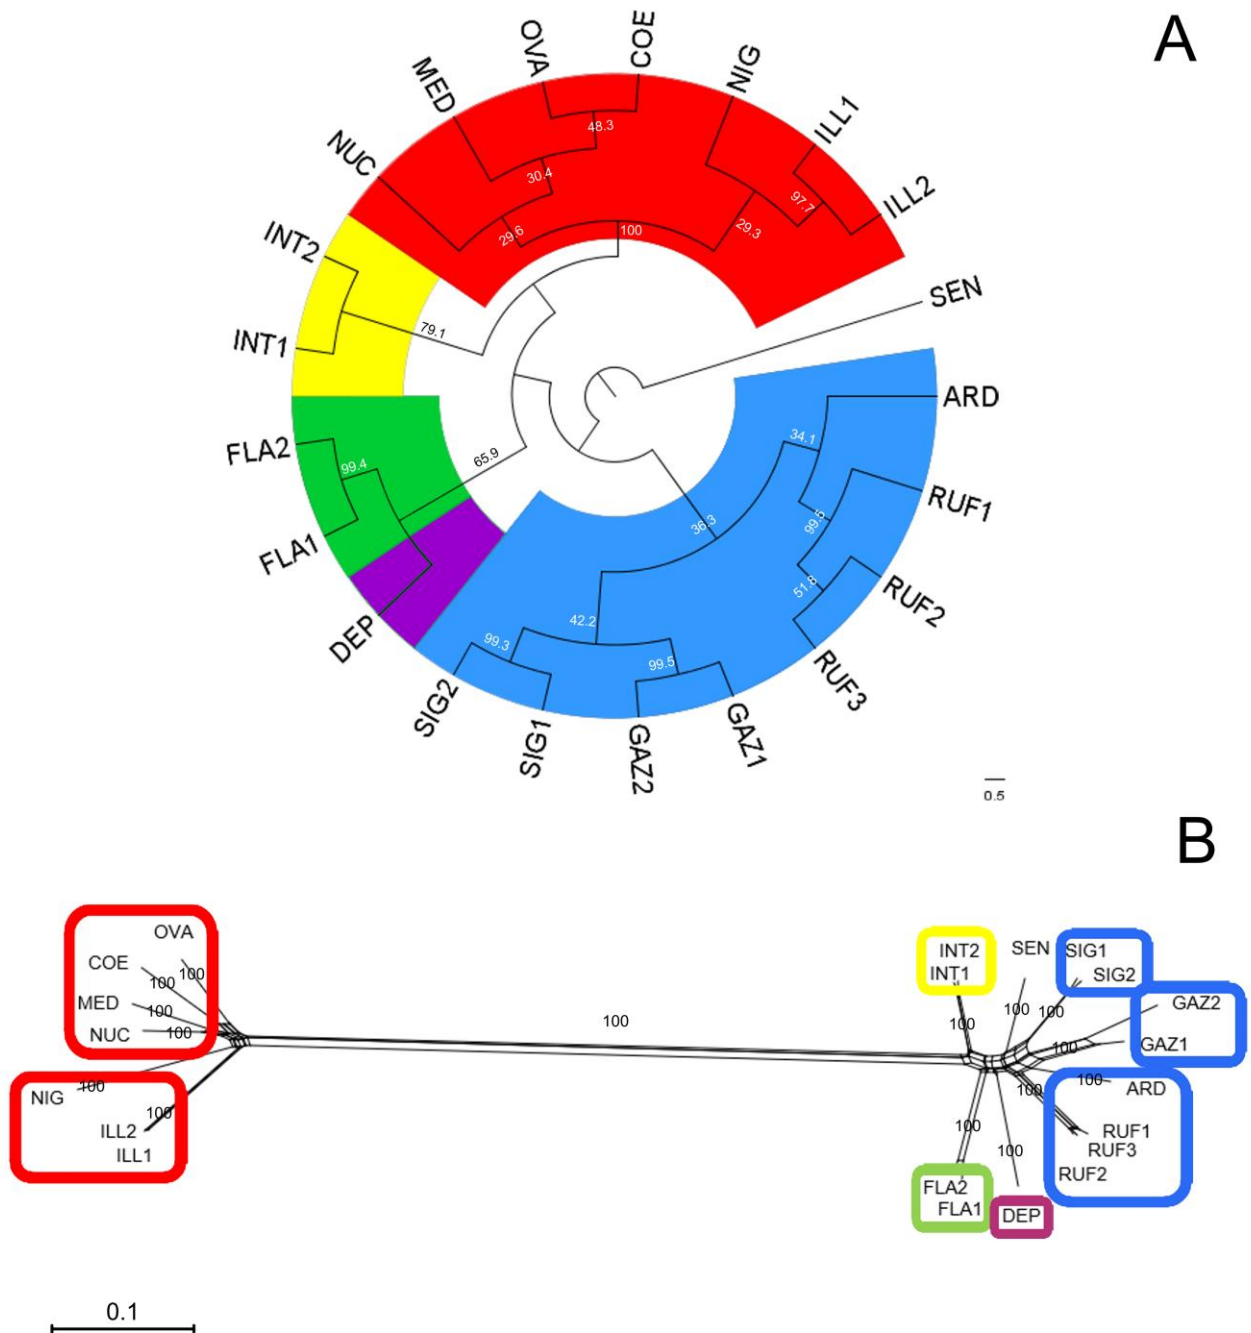 A
COE
OVA
NIG
MED
ILL1
48.3
NUC
30.4
97.7
ILL2
29.6
100
29.3
INT2
SEN
79.1
INT1
ARD
34.1
FLA2
65.9
99.4
RUF1
36.3
99.5
FLA1
51.8
RUF2
DEP
42.2
99.3
99.5
RUF3
SIG2
SIG1
GAZ2
GAZ1
0.5
B
OVA
COE
100
100
MED
100
NUC
100
100
NIG
100
100
ILL2
ILL1
INT2
INT1
SEN
SIG1
SIG2
GAZ2
100
100
100
100
GAZ1
100
ARD
100
100
RUF1
RUF3
RUF2
100
FLA2
FLA1
DEP
0.1